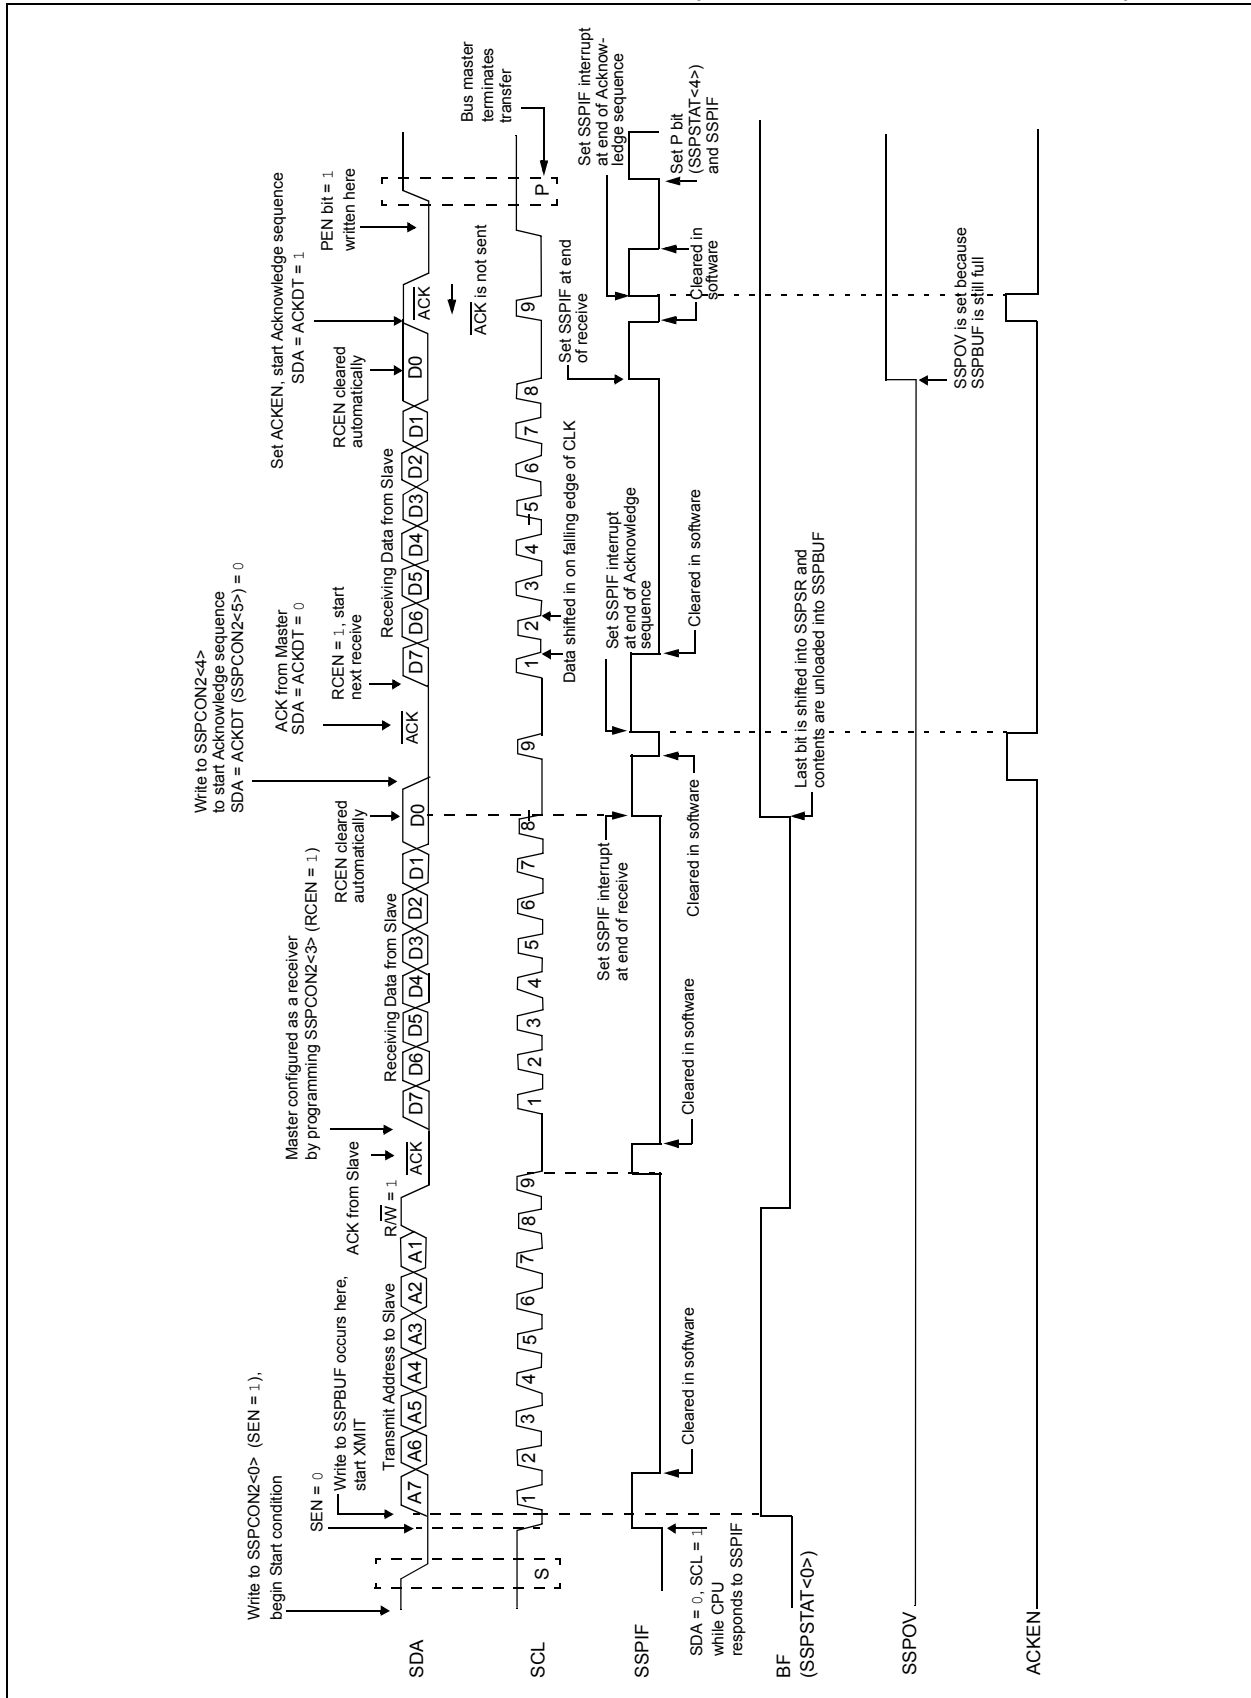 Write to SSPCON2<0> (SEN = 1),
begin Start condition
SEN = 0
Write to SSPBUF occurs here,
start XMIT
Transmit Address to Slave
ACK from Slave
R/W = 1
Master configured as a receiver
by programming SSPCON2<3> (RCEN = 1)
Receiving Data from Slave
RCEN cleared
automatically
Write to SSPCON2<4>
to start Acknowledge sequence
SDA = ACKDT (SSPCON2<5>) = 0
ACK from Master
SDA = ACKDT = 0
RCEN = 1, start
next receive
Receiving Data from Slave
RCEN cleared
automatically
Set ACKEN, start Acknowledge sequence
SDA = ACKDT = 1
PEN bit = 1
written here
SDA
A7 A6 A5 A4 A3 A2 A1
ACK
D7 D6 D5 D4 D3 D2 D1 D0
ACK
D7 D6 D5 D4 D3 D2 D1 D0
ACK
ACK is not sent
Bus master
terminates
transfer
SCL
S
1 2 3 4 5 6 7 8 9
1 2 3 4 5 6 7 8 9
1 2 3 4 5 6 7 8 9
P
Data shifted in on falling edge of CLK
Set SSPIF at end
of receive
Set SSPIF interrupt
at end of Acknow-
ledge sequence
Set SSPIF interrupt
at end of Acknowledge
sequence
Set SSPIF interrupt
at end of receive
SSPIF
SDA = 0, SCL = 1
while CPU
responds to SSPIF
Cleared in software
Cleared in software
Cleared in software
Cleared in software
Cleared in
software
Set P bit
(SSPSTAT<4>)
and SSPIF
BF
(SSPSTAT<0>)
Last bit is shifted into SSPSR and
contents are unloaded into SSPBUF
SSPOV
SSPOV is set because
SSPBUF is still full
ACKEN